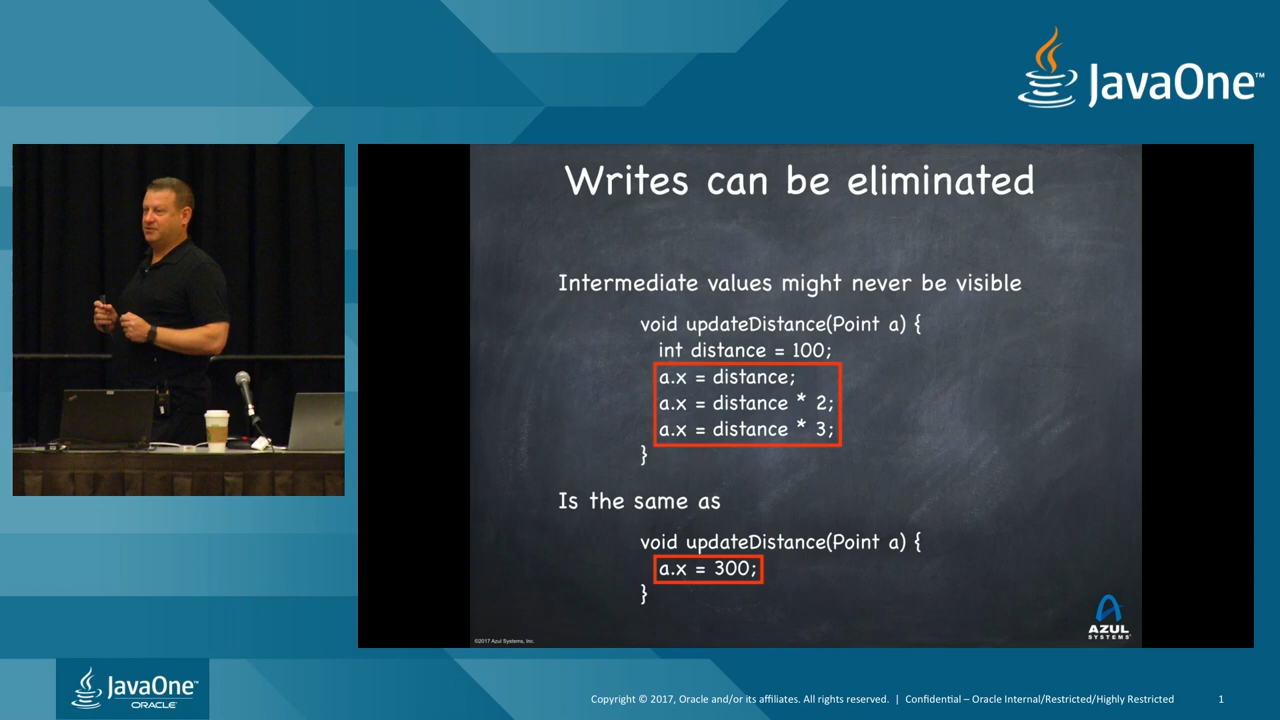 JavaOne™
Writes can be eliminated
Intermediate values might never be visible
void updateDistance(Point a) {
int distance = 100;
a.x = distance;
a.x = distance * 2;
a.x = distance * 3;
}
Is the same as
void updateDistance(Point a) {
a.x = 300;
}
AZUL
SYSTEMS
©2017 Azul Systems, Inc.
JavaOne™
ORACLE
Copyright © 2017, Oracle and/or its affiliates. All rights reserved. | Confidential – Oracle Internal/Restricted/Highly Restricted 1